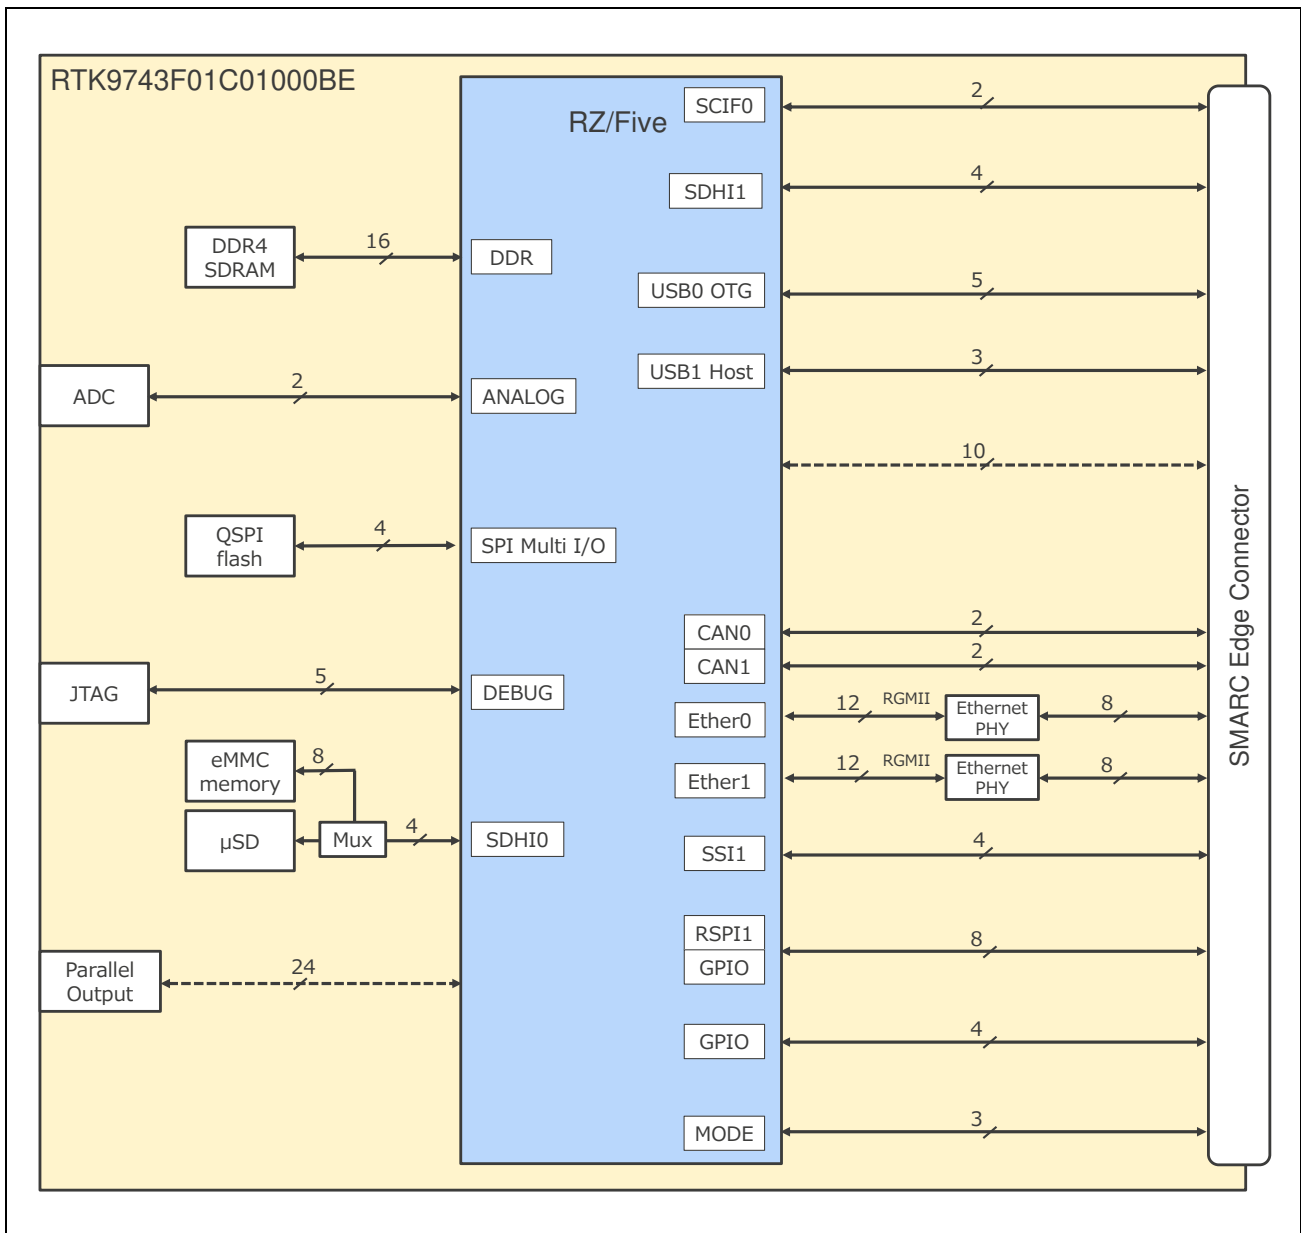 RTK9743F01C01000BE
RZ/Five
SCIF0
2
SDHI1
4
DDR4
SDRAM
16
DDR
USB0 OTG
5
USB1 Host
3
ADC
2
ANALOG
10
QSPI
flash
4
SPI Multi I/O
SMARC Edge Connector
CAN0
2
CAN1
2
JTAG
5
DEBUG
Ether0
12
RGMII
Ethernet
PHY
8
eMMC
memory
8
Ether1
12
RGMII
Ethernet
PHY
8
µSD
Mux
4
SDHI0
SSI1
4
RSPI1
GPIO
8
Parallel
Output
24
GPIO
4
MODE
3